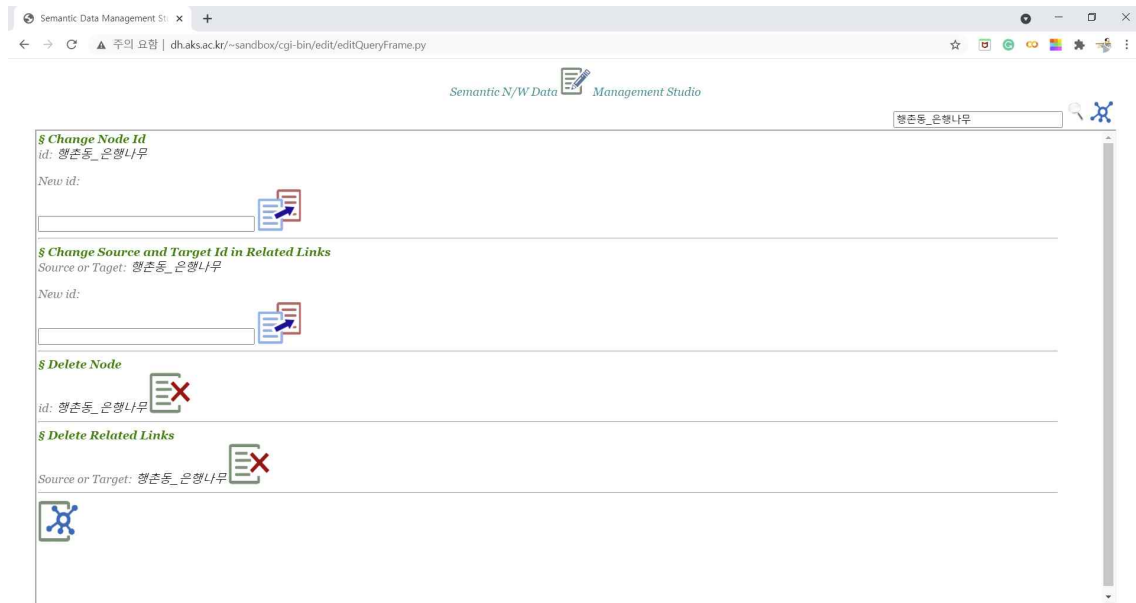 Semantic Data Management St
주의 요함 | dh.aks.ac.kr/~sandbox/cgi-bin/edit/editQueryFrame.py
Semantic N/W Data Management Studio
행촌동_은행나무
§ Change Node Id
id: 행촌동_은행나무
New id:
§ Change Source and Target Id in Related Links
Source or Taget: 행촌동_은행나무
New id:
§ Delete Node
id: 행촌동_은행나무
§ Delete Related Links
Source or Target: 행촌동_은행나무